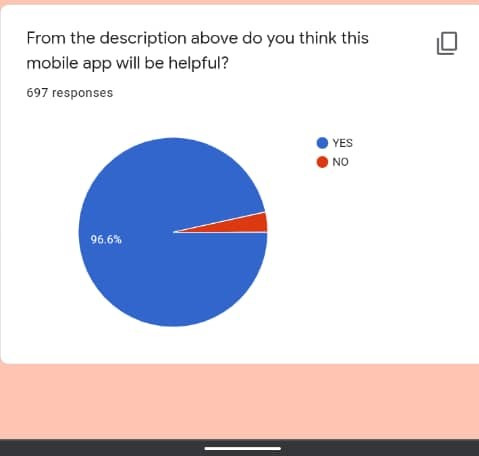 From the description above do you think this
mobile app will be helpful?
697 responses
YES
NO
96.6%